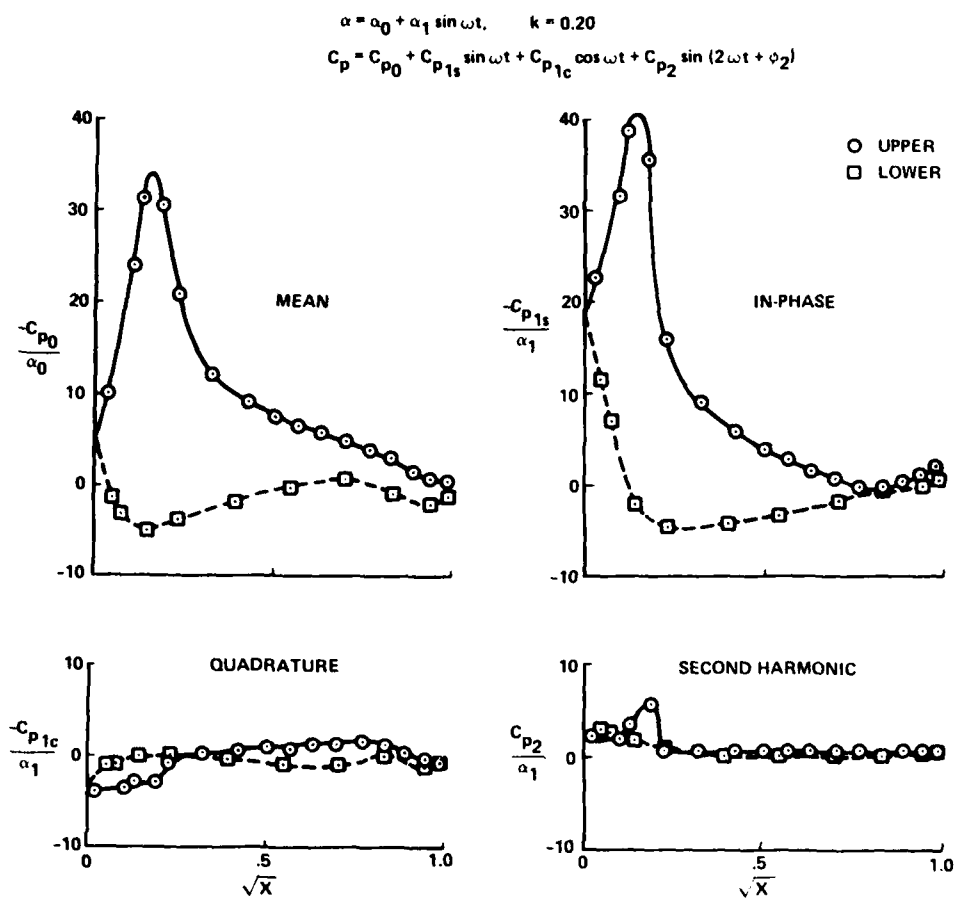 α = α₀ + α₁ sin ωt, k = 0.20
Cₚ = Cₚ₀ + Cₚ₁ₛ sin ωt + Cₚ₁c cos ωt + Cₚ₂ sin (2ωt + φ₂)
40
30
20
10
0
-10
-Cₚ₀
α₀
MEAN
40
30
20
10
0
-10
-Cₚ₁ₛ
α₁
IN-PHASE
UPPER
LOWER
10
0
-10
-Cₚ₁c
α₁
QUADRATURE
0 .5 1.0
√X
10
0
-10
Cₚ₂
α₁
SECOND HARMONIC
0 .5 1.0
√X